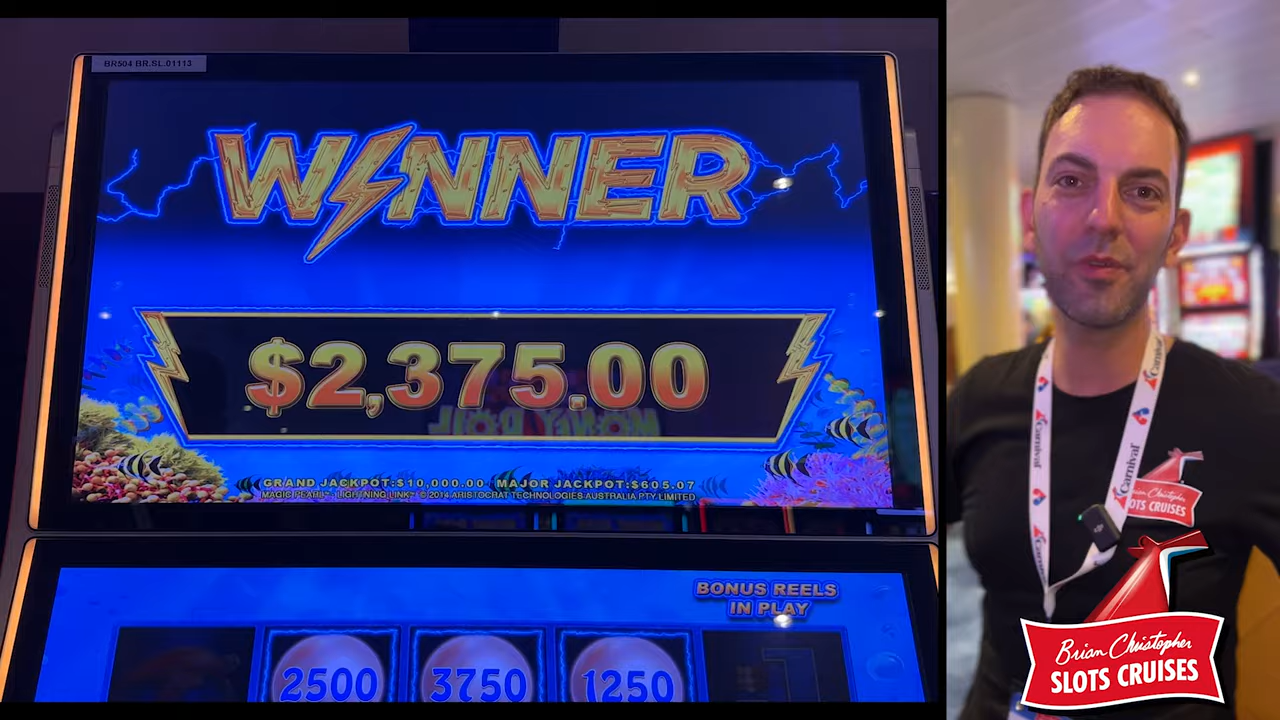 BR504 BR.SL.01113
WINNER
$2,375.00
GRAND JACKPOT:$10,000.00 MAJOR JACKPOT:$605.07
MAGIC PEARL™ LIGHTNING LINK™ © 2014 ARISTOCRAT TECHNOLOGIES AUSTRALIA PTY LIMITED
BONUS REELS
IN PLAY
2500 3750 1250
Carnival
Carnival
Carnival
Brian Christopher
SLOTS CRUISES
Brian Christopher
SLOTS CRUISES